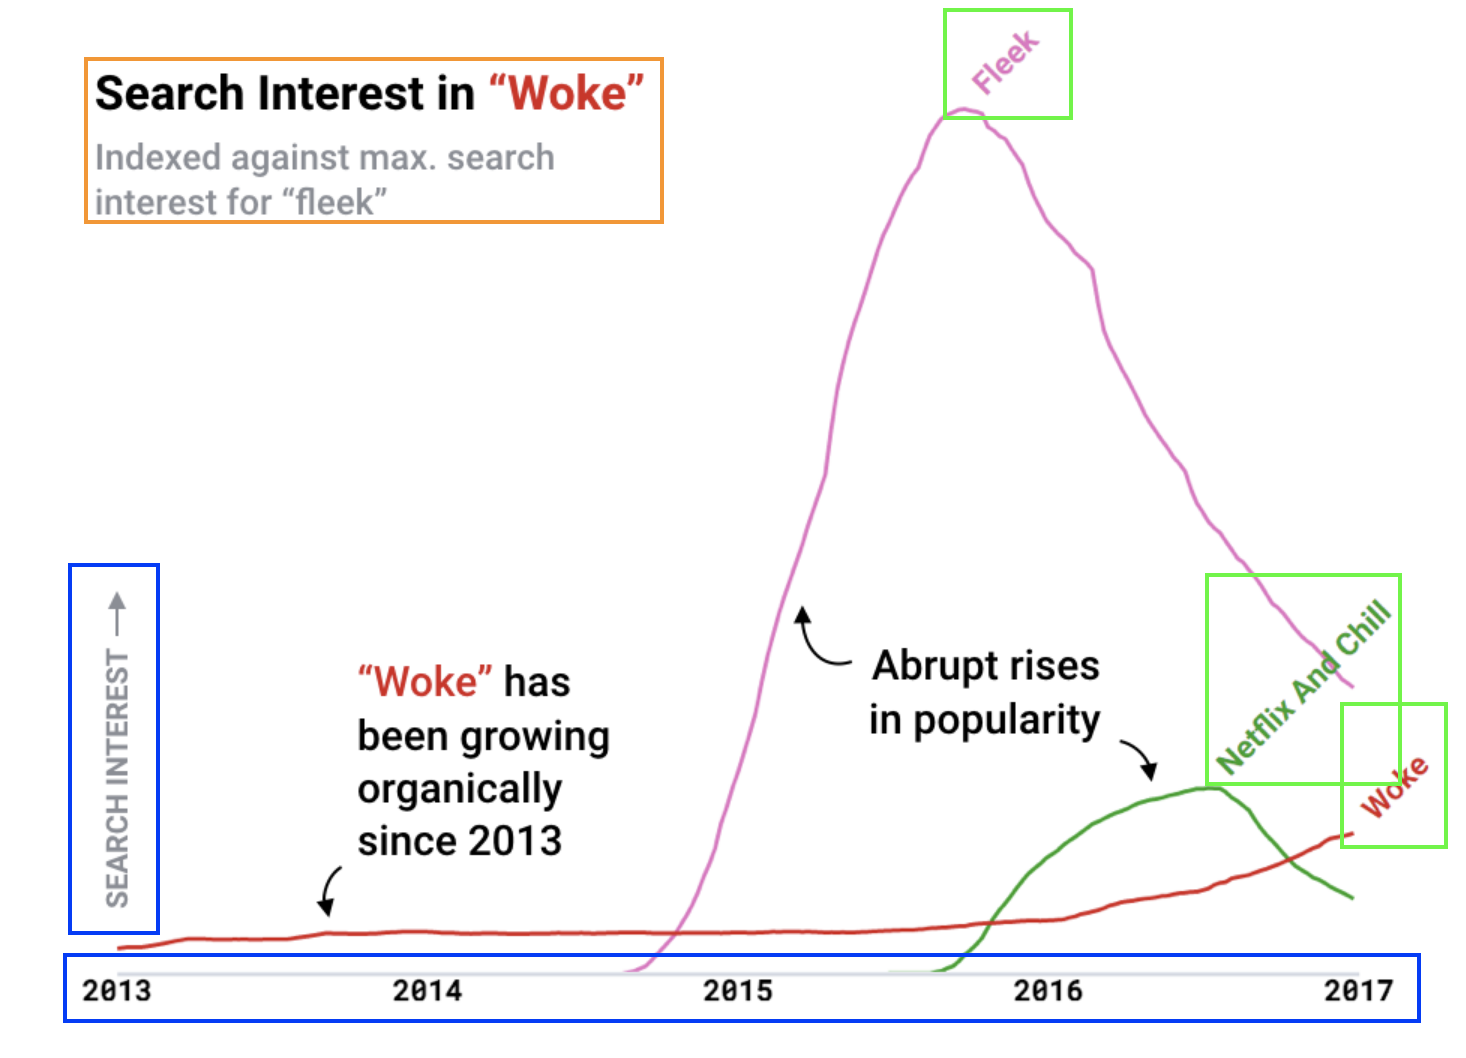 Search Interest in “Woke”
Indexed against max. search
interest for “fleek”
Fleek
Netflix And Chill
Woke
Abrupt rises
in popularity
“Woke” has
been growing
organically
since 2013
SEARCH INTEREST →
2013 2014 2015 2016 2017